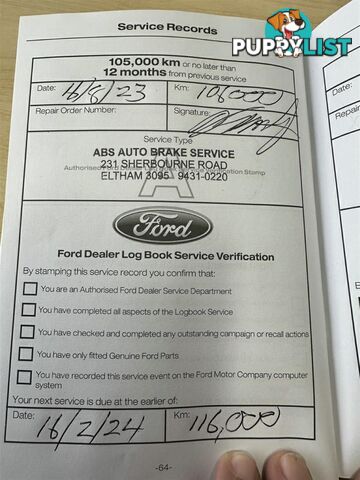 Service Records
PUPPYLIST
105,000 km or no later than
12 months from previous service
Date: 16/8/23 Km: 106000
Repair Order Number: Signature:
Service Type
ABS AUTO BRAKE SERVICE
231 SHERBOURNE ROAD
ELTHAM 3095 9431-0220
A
Ford
Ford Dealer Log Book Service Verification
By stamping this service record you confirm that:
You are an Authorised Ford Dealer Service Department
You have completed all aspects of the Logbook Service
You have checked and completed any outstanding campaign or recall actions
You have only fitted Genuine Ford Parts
You have recorded this service event on the Ford Motor Company computer
system
Your next service is due at the earlier of:
Date: 16/2/24 Km: 116,000
-64-